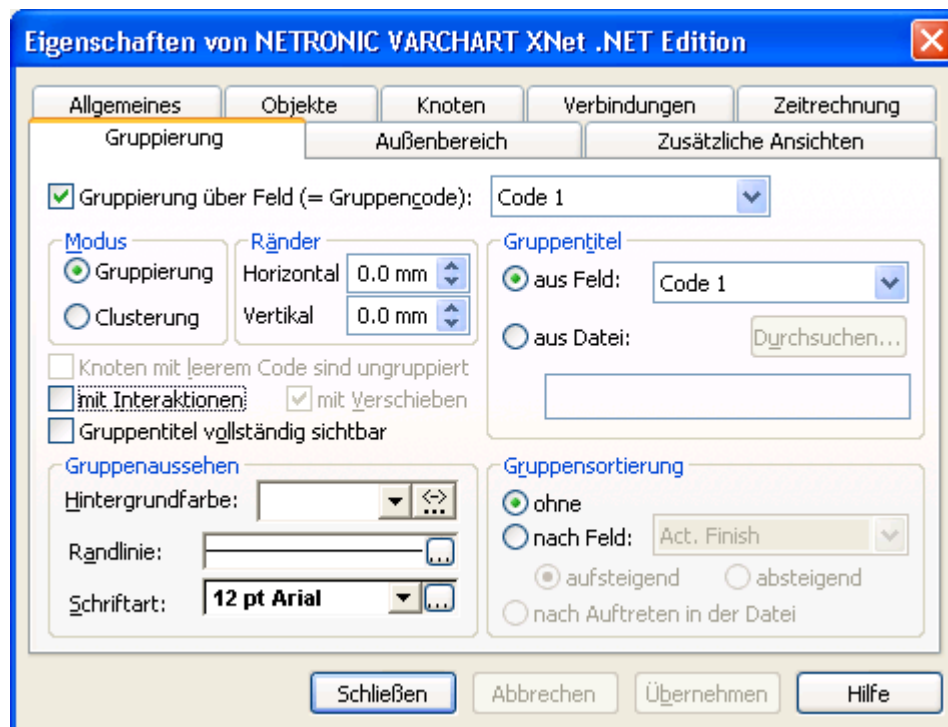 Eigenschaften von NETRONIC VARCHART XNet .NET Edition
Allgemeines Objekte Knoten Verbindungen Zeitrechnung
Gruppierung Außenbereich Zusätzliche Ansichten
Gruppierung über Feld (= Gruppencode): Code 1
Modus
Gruppierung
Clusterung
Ränder
Horizontal 0.0 mm
Vertikal 0.0 mm
Gruppentitel
aus Feld: Code 1
aus Datei: Durchsuchen...
Knoten mit leerem Code sind ungruppiert
mit Interaktionen mit Verschieben
Gruppentitel vollständig sichtbar
Gruppenaussehen
Hintergrundfarbe:
Randlinie:
Schriftart: 12 pt Arial
Gruppensortierung
ohne
nach Feld: Act. Finish
aufsteigend absteigend
nach Auftreten in der Datei
Schließen Abbrechen Übernehmen Hilfe